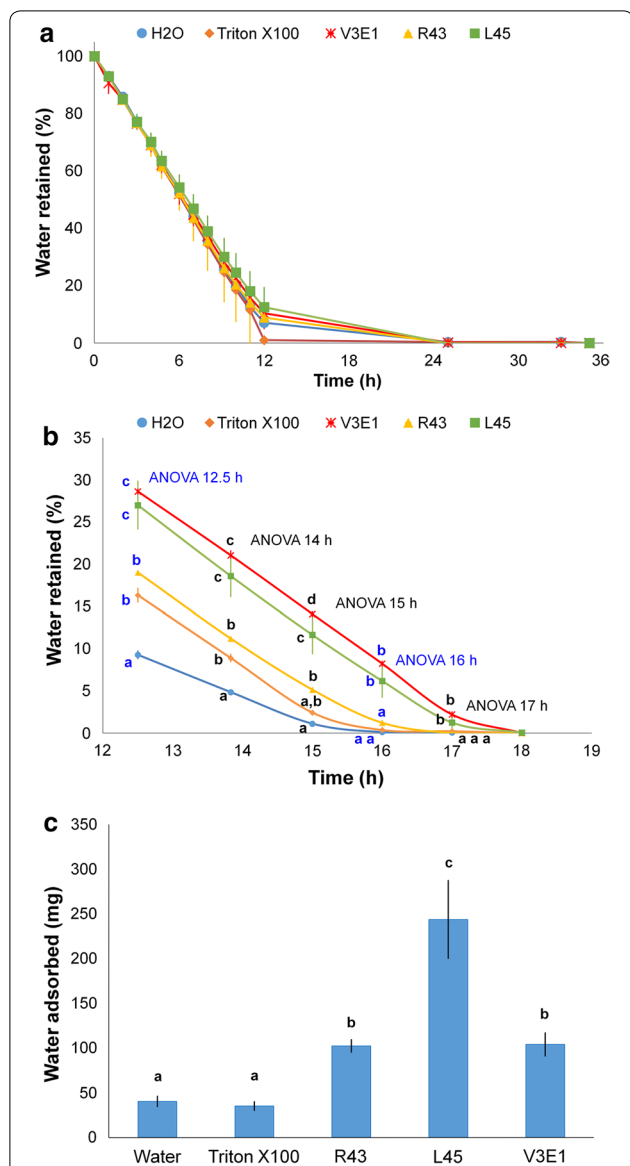 a
H2O Triton X100 V3E1 R43 L45
100
80
60
40
20
0
Water retained (%)
0 6 12 18 24 30 36
Time (h)
b
H2O Triton X100 V3E1 R43 L45
35
30
25
20
15
10
5
0
Water retained (%)
c ANOVA 12.5 h
c
b
b
a
c ANOVA 14 h
c
b
b
a
d ANOVA 15 h
c
b
a,b
a
b ANOVA 16 h
b
a
a a
b ANOVA 17 h
b
a a a
12 13 14 15 16 17 18 19
Time (h)
c
350
300
250
200
150
100
50
0
Water adsorbed (mg)
a a b c b
Water Triton X100 R43 L45 V3E1